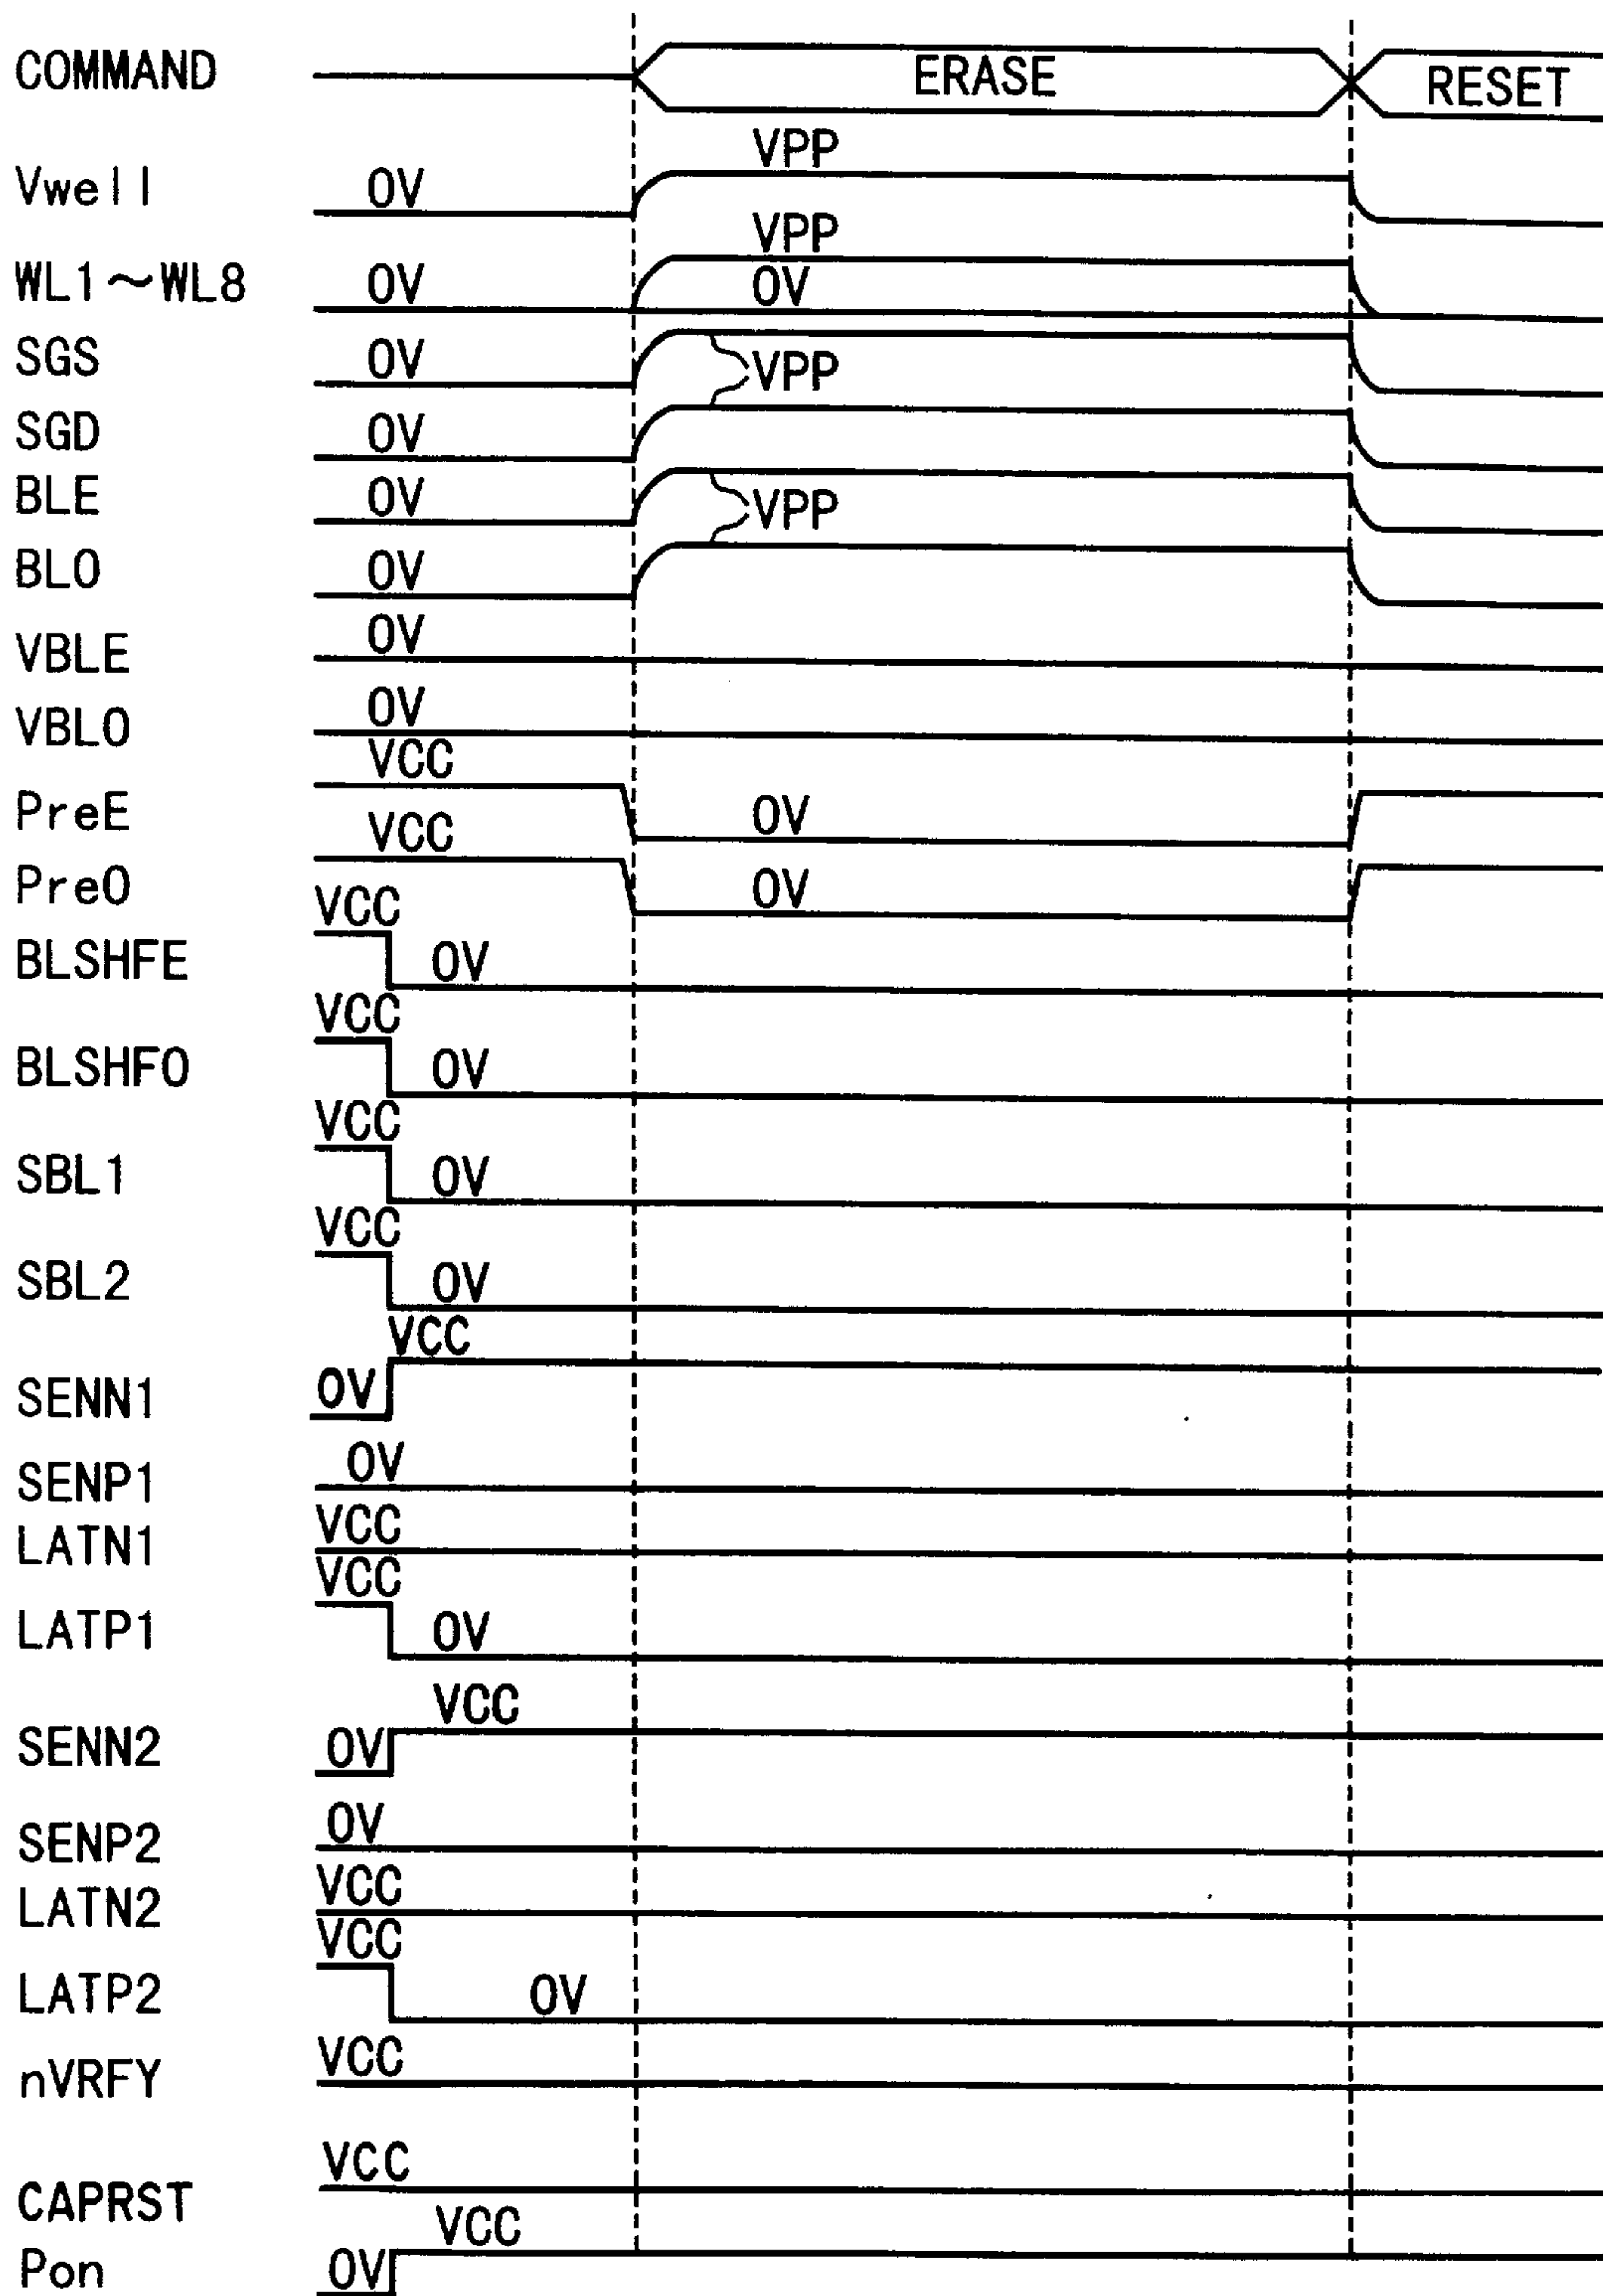 COMMAND ERASE RESET
VPP
Vwell 0V
VPP
WL1~WL8 0V 0V
SGS 0V VPP
SGD 0V
BLE 0V VPP
BLO 0V
VBLE 0V
VBLO 0V
VCC
PreE 0V
VCC
PreO 0V
VCC
BLSHFE 0V
VCC
BLSHFO 0V
VCC
SBL1 0V
VCC
SBL2 0V
VCC
SENN1 0V
SENP1 0V
LATN1 VCC
VCC
LATP1 0V
VCC
SENN2 0V
SENP2 0V
LATN2 VCC
VCC
LATP2 0V
nVRFY VCC
CAPRST VCC
VCC
Pon 0V